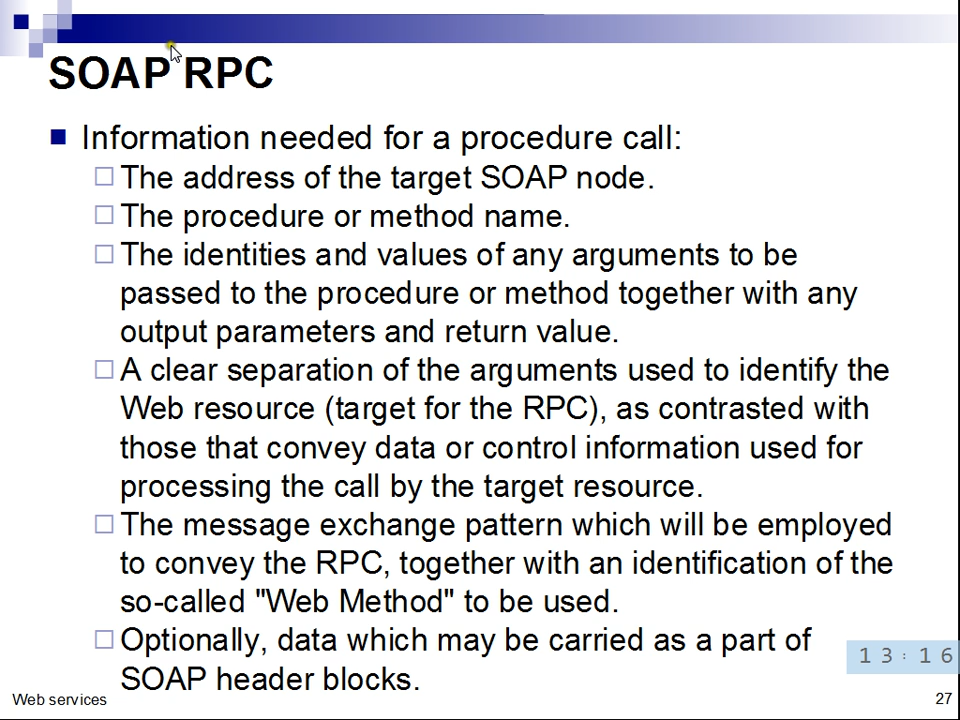 SOAP RPC
Information needed for a procedure call:
The address of the target SOAP node.
The procedure or method name.
The identities and values of any arguments to be
passed to the procedure or method together with any
output parameters and return value.
A clear separation of the arguments used to identify the
Web resource (target for the RPC), as contrasted with
those that convey data or control information used for
processing the call by the target resource.
The message exchange pattern which will be employed
to convey the RPC, together with an identification of the
so-called "Web Method" to be used.
Optionally, data which may be carried as a part of
SOAP header blocks.
13:16
Web services
27